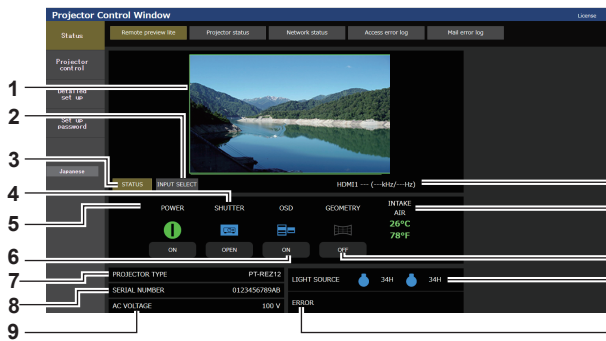 Projector Control Window
License
Status
Remote preview lite
Projector status
Network status
Access error log
Mail error log
Projector
control
Detailed
set up
Set up
password
Japanese
1
2
3
4
5
6
7
8
9
STATUS
INPUT SELECT
HDMI1 --- (---kHz/---Hz)
POWER
SHUTTER
OSD
GEOMETRY
INTAKE
AIR
26°C
78°F
ON
OPEN
ON
OFF
PROJECTOR TYPE
PT-REZ12
SERIAL NUMBER
0123456789AB
AC VOLTAGE
100 V
LIGHT SOURCE
34H
34H
ERROR